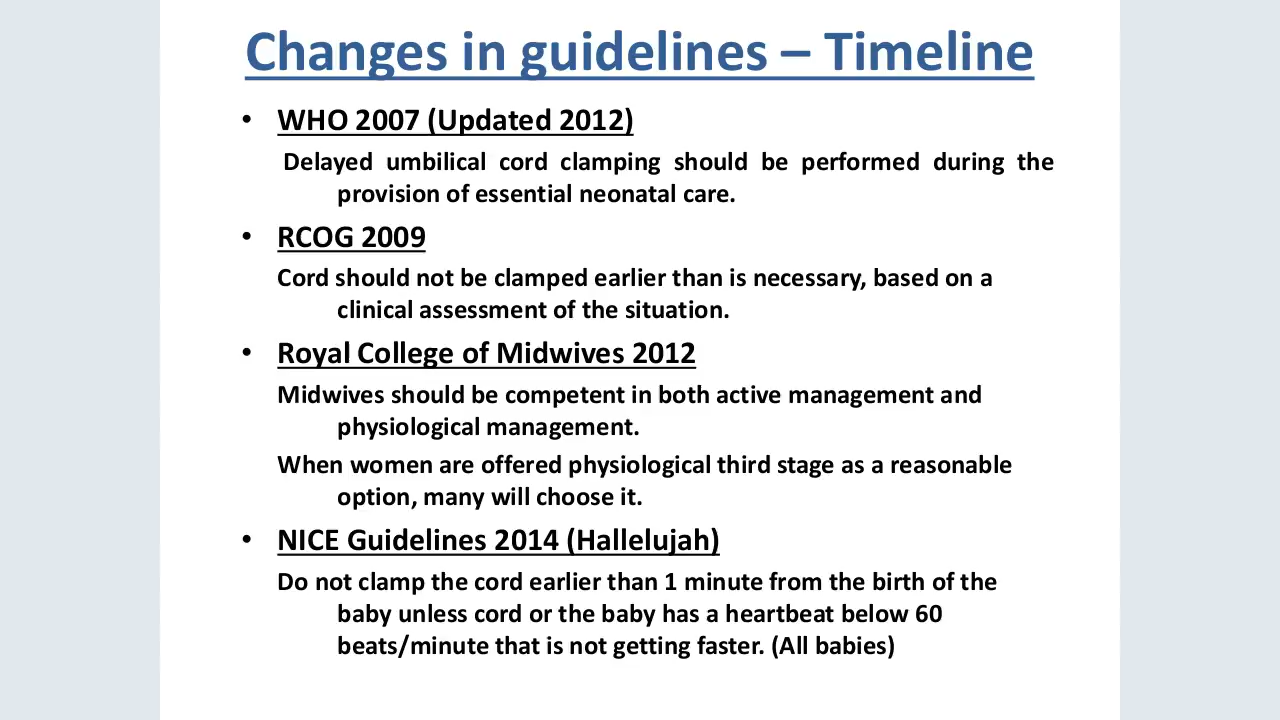 Changes in guidelines – Timeline
• WHO 2007 (Updated 2012)
Delayed umbilical cord clamping should be performed during the
provision of essential neonatal care.
• RCOG 2009
Cord should not be clamped earlier than is necessary, based on a
clinical assessment of the situation.
• Royal College of Midwives 2012
Midwives should be competent in both active management and
physiological management.
When women are offered physiological third stage as a reasonable
option, many will choose it.
• NICE Guidelines 2014 (Hallelujah)
Do not clamp the cord earlier than 1 minute from the birth of the
baby unless cord or the baby has a heartbeat below 60
beats/minute that is not getting faster. (All babies)